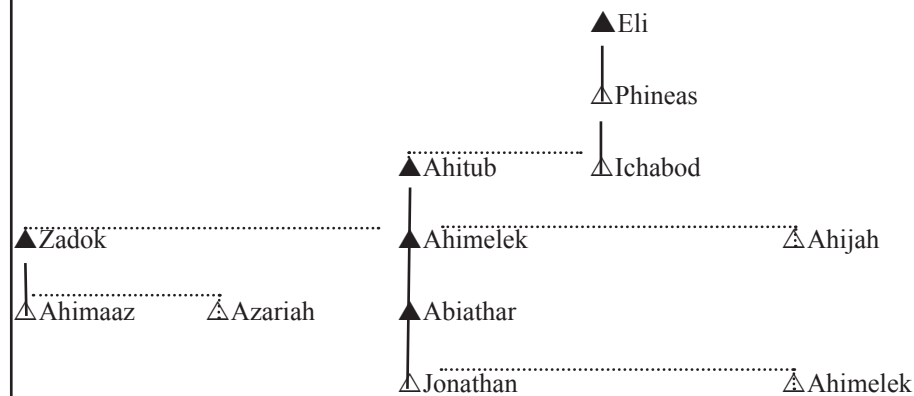 Eli
Phineas
Ahitub Ichabod
Zadok Ahimelek Ahijah
Ahimaaz Azariah Abiathar
Jonathan Ahimelek